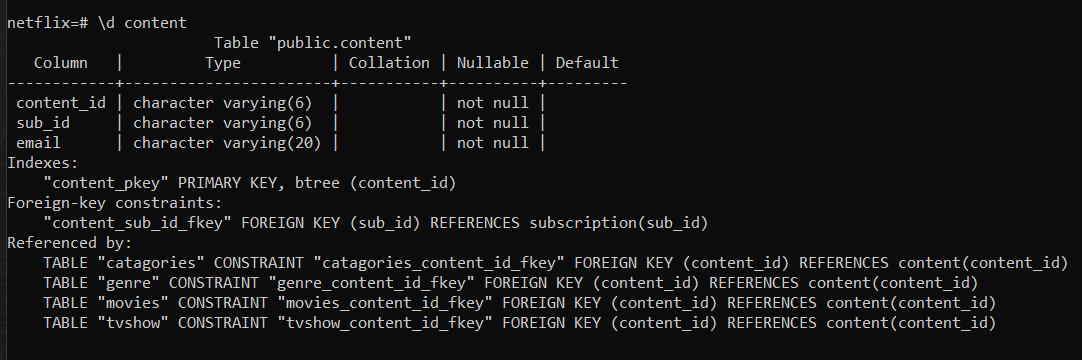 netflix=# \d content
                       Table "public.content"
   Column   |         Type          | Collation | Nullable | Default
------------+-----------------------+-----------+----------+---------
 content_id | character varying(6)  |           | not null |
 sub_id     | character varying(6)  |           | not null |
 email      | character varying(20) |           | not null |
Indexes:
    "content_pkey" PRIMARY KEY, btree (content_id)
Foreign-key constraints:
    "content_sub_id_fkey" FOREIGN KEY (sub_id) REFERENCES subscription(sub_id)
Referenced by:
    TABLE "catagories" CONSTRAINT "catagories_content_id_fkey" FOREIGN KEY (content_id) REFERENCES content(content_id)
    TABLE "genre" CONSTRAINT "genre_content_id_fkey" FOREIGN KEY (content_id) REFERENCES content(content_id)
    TABLE "movies" CONSTRAINT "movies_content_id_fkey" FOREIGN KEY (content_id) REFERENCES content(content_id)
    TABLE "tvshow" CONSTRAINT "tvshow_content_id_fkey" FOREIGN KEY (content_id) REFERENCES content(content_id)